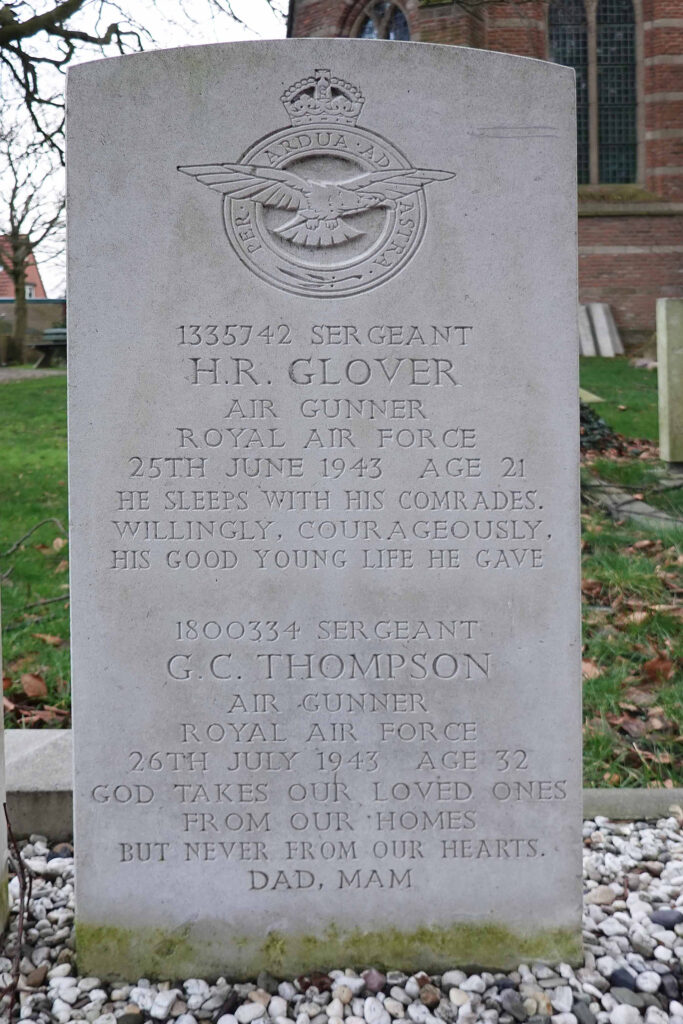 PER · ARDUA · AD ASTRA
1335742 SERGEANT
H.R. GLOVER
AIR GUNNER
ROYAL AIR FORCE
25TH JUNE 1943 AGE 21
HE SLEEPS WITH HIS COMRADES.
WILLINGLY, COURAGEOUSLY,
HIS GOOD YOUNG LIFE HE GAVE
1800334 SERGEANT
G.C. THOMPSON
AIR GUNNER
ROYAL AIR FORCE
26TH JULY 1943 AGE 32
GOD TAKES OUR LOVED ONES
FROM OUR HOMES
BUT NEVER FROM OUR HEARTS.
DAD, MAM